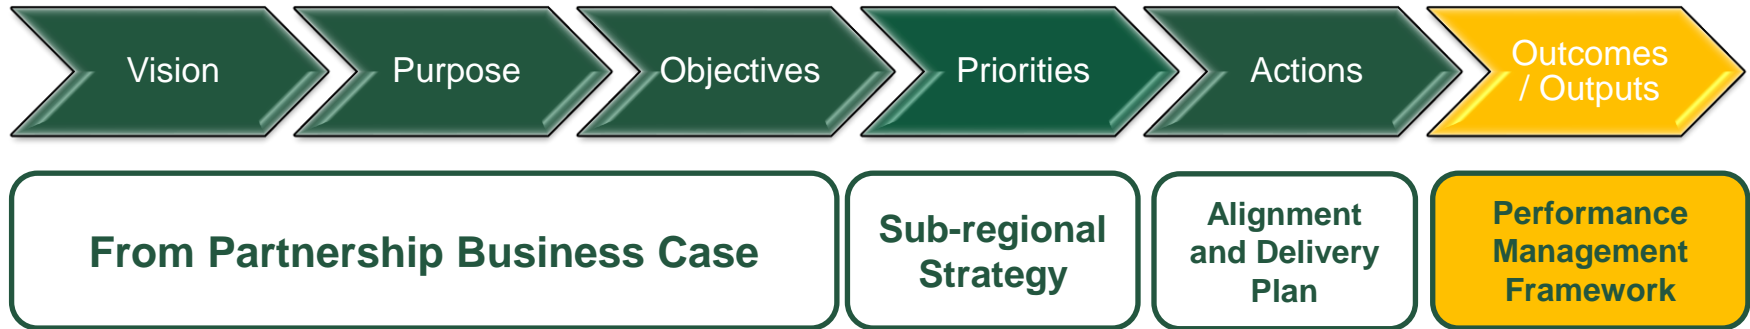 Vision
Purpose
Objectives
Priorities
Actions
Outcomes
/ Outputs
From Partnership Business Case
Sub-regional
Strategy
Alignment
and Delivery
Plan
Performance
Management
Framework